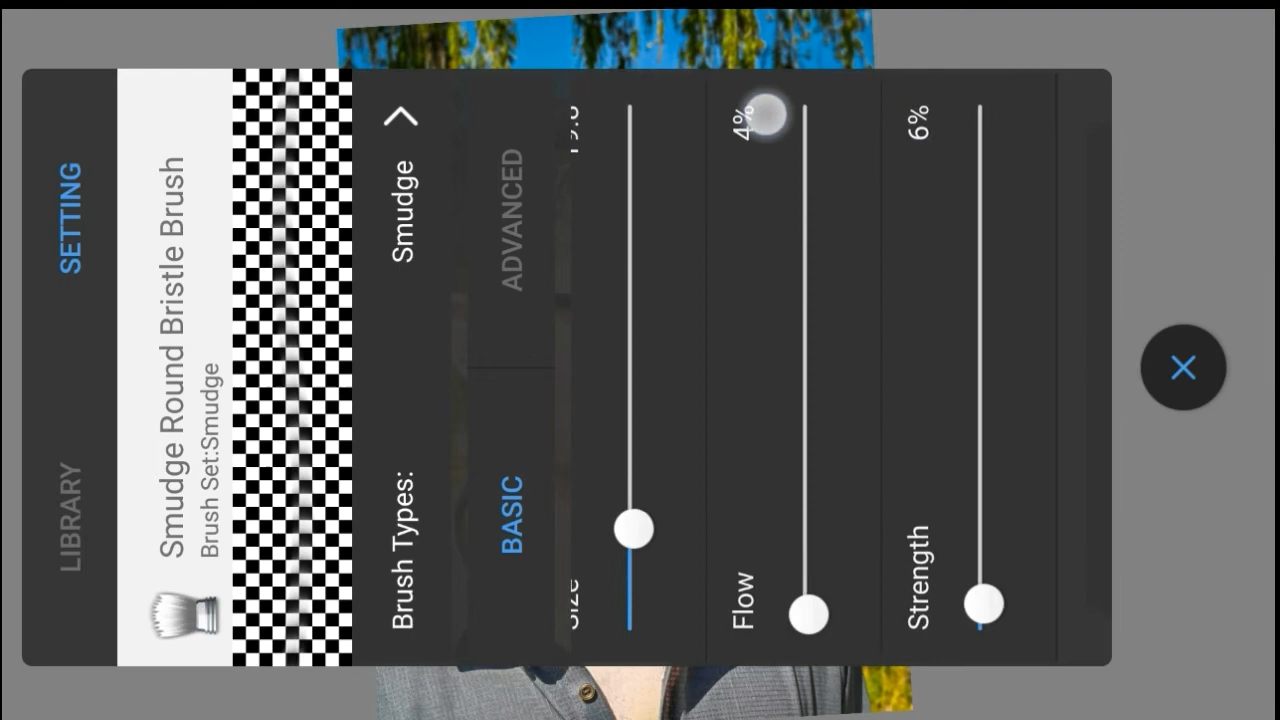 LIBRARY SETTING
Smudge Round Bristle Brush
Brush Set:Smudge
Brush Types: Smudge
BASIC ADVANCED
Flow 4%
Strength 6%